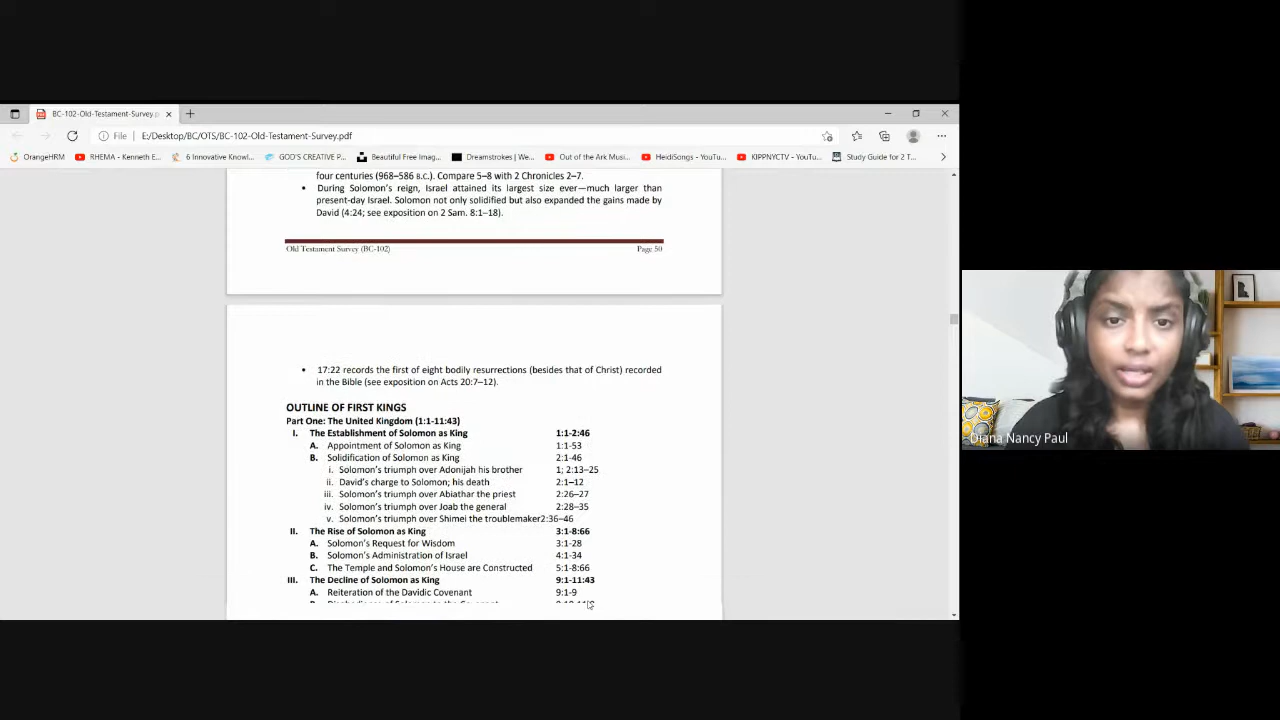 BC-102-Old-Testament-Survey.p
File
E:/Desktop/BC/OTS/BC-102-Old-Testament-Survey.pdf
OrangeHRM
RHEMA - Kenneth E...
6 Innovative Knowl...
GOD'S CREATIVE P...
Beautiful Free Imag...
Dreamstrokes | We...
Out of the Ark Musi...
HeidiSongs - YouTu...
KIPPNYCTV - YouTu...
Study Guide for 2 T...
four centuries (968–586 B.C.). Compare 5–8 with 2 Chronicles 2–7.
• During Solomon's reign, Israel attained its largest size ever—much larger than
present-day Israel. Solomon not only solidified but also expanded the gains made by
David (4:24; see exposition on 2 Sam. 8:1–18).
Old Testament Survey (BC-102) Page 50
• 17:22 records the first of eight bodily resurrections (besides that of Christ) recorded
in the Bible (see exposition on Acts 20:7–12).
OUTLINE OF FIRST KINGS
Part One: The United Kingdom (1:1-11:43)
I. The Establishment of Solomon as King 1:1-2:46
A. Appointment of Solomon as King 1:1-53
B. Solidification of Solomon as King 2:1-46
i. Solomon's triumph over Adonijah his brother 1; 2:13–25
ii. David's charge to Solomon; his death 2:1–12
iii. Solomon's triumph over Abiathar the priest 2:26–27
iv. Solomon's triumph over Joab the general 2:28–35
v. Solomon's triumph over Shimei the troublemaker2:36–46
II. The Rise of Solomon as King 3:1-8:66
A. Solomon's Request for Wisdom 3:1-28
B. Solomon's Administration of Israel 4:1-34
C. The Temple and Solomon's House are Constructed 5:1-8:66
III. The Decline of Solomon as King 9:1-11:43
A. Reiteration of the Davidic Covenant 9:1-9
Diana Nancy Paul